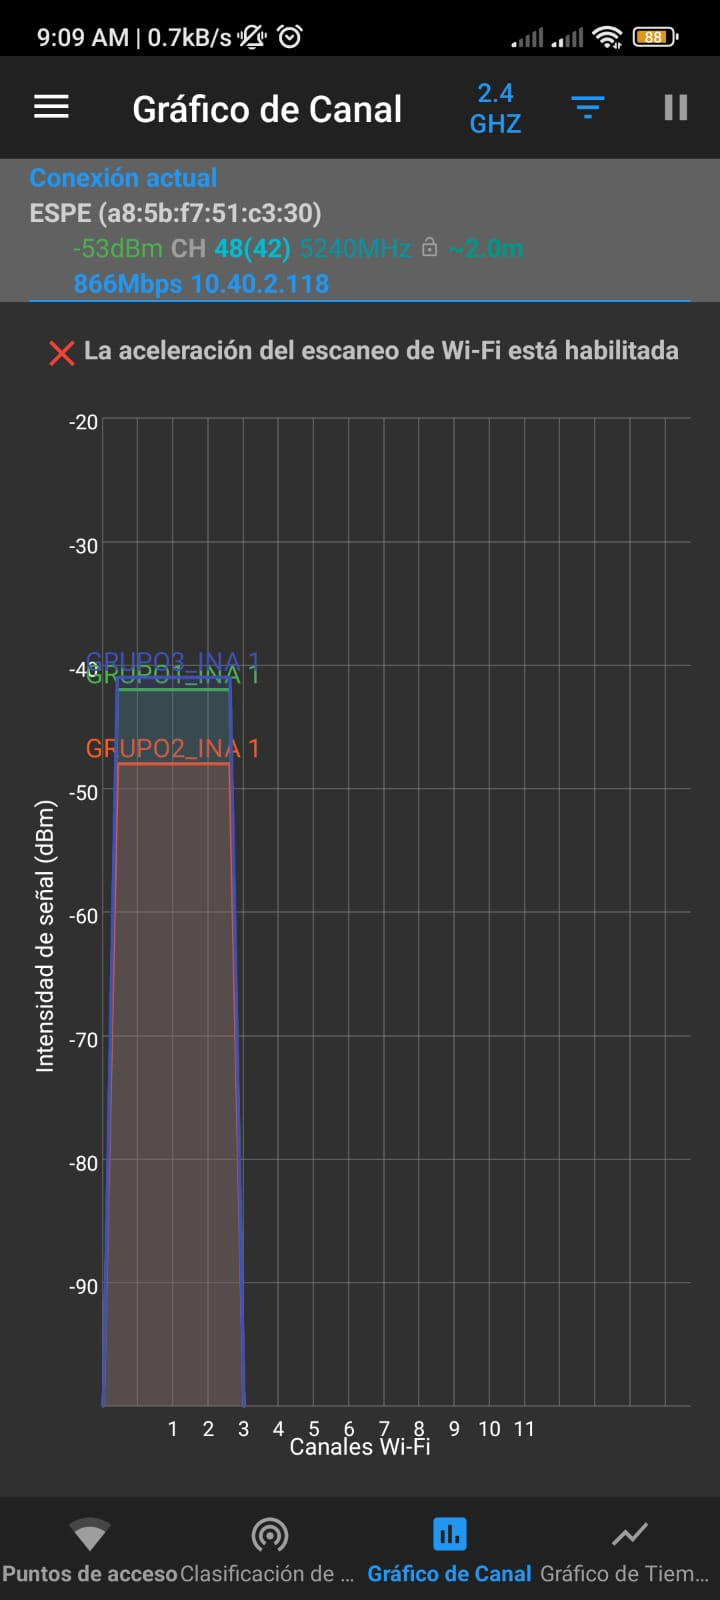 9:09 AM | 0.7kB/s
88
Gráfico de Canal
2.4
GHZ
Conexión actual
ESPE (a8:5b:f7:51:c3:30)
-53dBm CH 48(42) 5240MHz ~2.0m
866Mbps 10.40.2.118
La aceleración del escaneo de Wi-Fi está habilitada
-20
-30
-40
GRUPO3_INA 1
GRUPO1_INA 1
GRUPO2_INA 1
-50
-60
-70
-80
-90
Intensidad de señal (dBm)
1 2 3 4 5 6 7 8 9 10 11
Canales Wi-Fi
Puntos de acceso Clasificación de ... Gráfico de Canal Gráfico de Tiem...